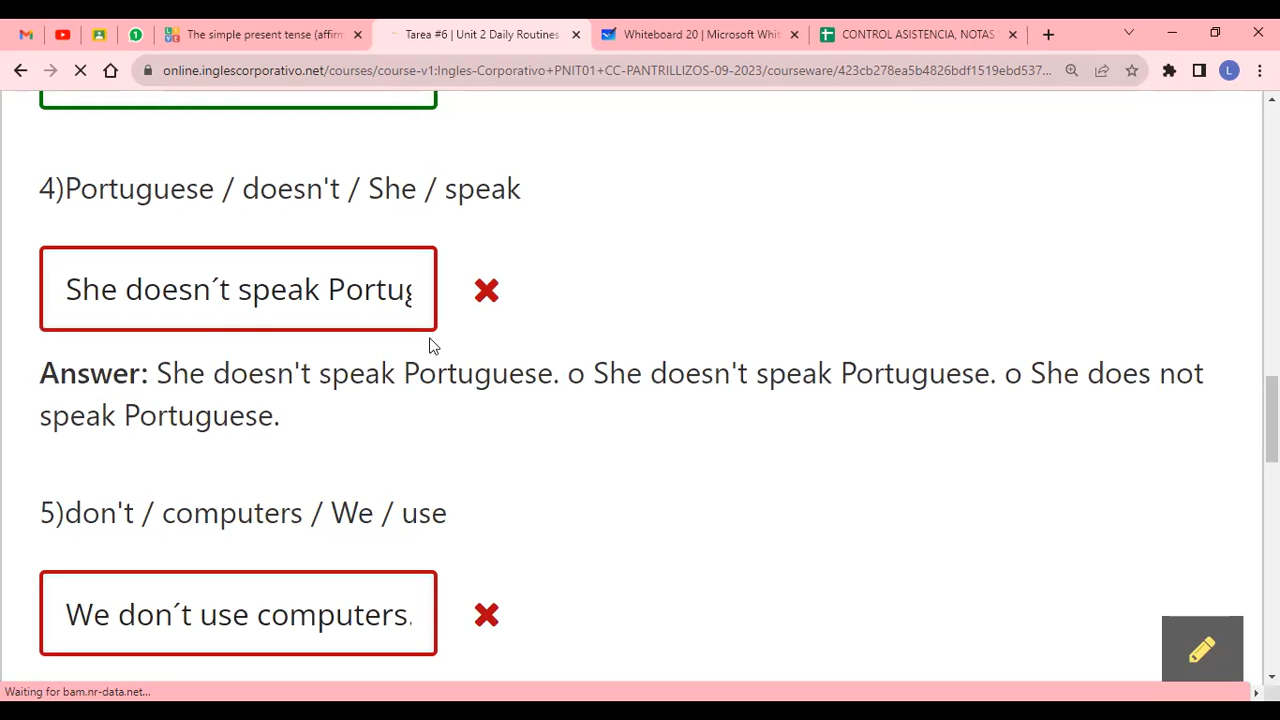 The simple present tense (affirm
Tarea #6 | Unit 2 Daily Routines
Whiteboard 20 | Microsoft Whit
CONTROL ASISTENCIA, NOTAS
online.inglescorporativo.net/courses/course-v1:Ingles-Corporativo+PNIT01+CC-PANTRILLIZOS-09-2023/courseware/423cb278ea5b4826bdf1519ebd537...
L
4)Portuguese / doesn't / She / speak
She doesn´t speak Portug
Answer: She doesn't speak Portuguese. o She doesn't speak Portuguese. o She does not
speak Portuguese.
5)don't / computers / We / use
We don´t use computers.
Waiting for bam.nr-data.net...